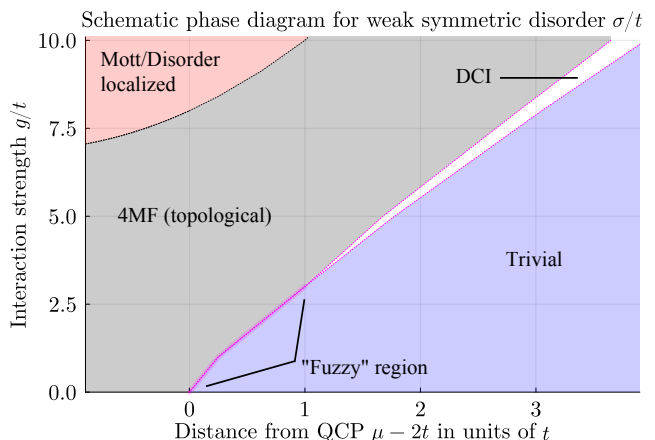 Schematic phase diagram for weak symmetric disorder σ/t
10.0
7.5
5.0
2.5
0.0
Interaction strength g/t
Mott/Disorder
localized
DCI
4MF (topological)
Trivial
"Fuzzy" region
0
1
2
3
Distance from QCP μ − 2t in units of t